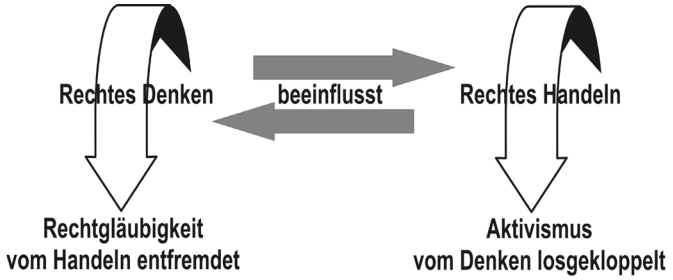 Rechtes Denken beeinflusst Rechtes Handeln
Rechtgläubigkeit
vom Handeln entfremdet
Aktivismus
vom Denken losgekloppelt